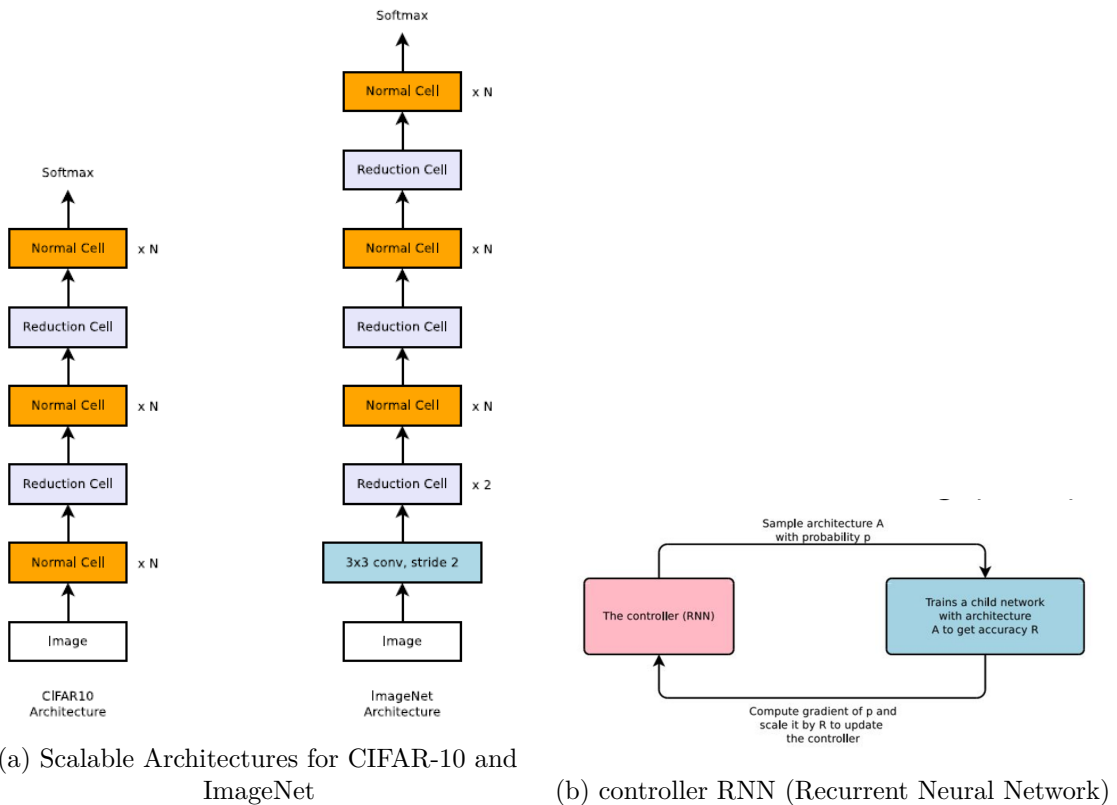 Softmax
Normal Cell
x N
Reduction Cell
Normal Cell
x N
Reduction Cell
Normal Cell
x N
Image
CIFAR10
Architecture
Softmax
Normal Cell
x N
Reduction Cell
Normal Cell
x N
Reduction Cell
Normal Cell
x N
Reduction Cell
x 2
3x3 conv, stride 2
Image
ImageNet
Architecture
(a) Scalable Architectures for CIFAR-10 and
ImageNet
Sample architecture A
with probability p
The controller (RNN)
Trains a child network
with architecture
A to get accuracy R
Compute gradient of p and
scale it by R to update
the controller
(b) controller RNN (Recurrent Neural Network)